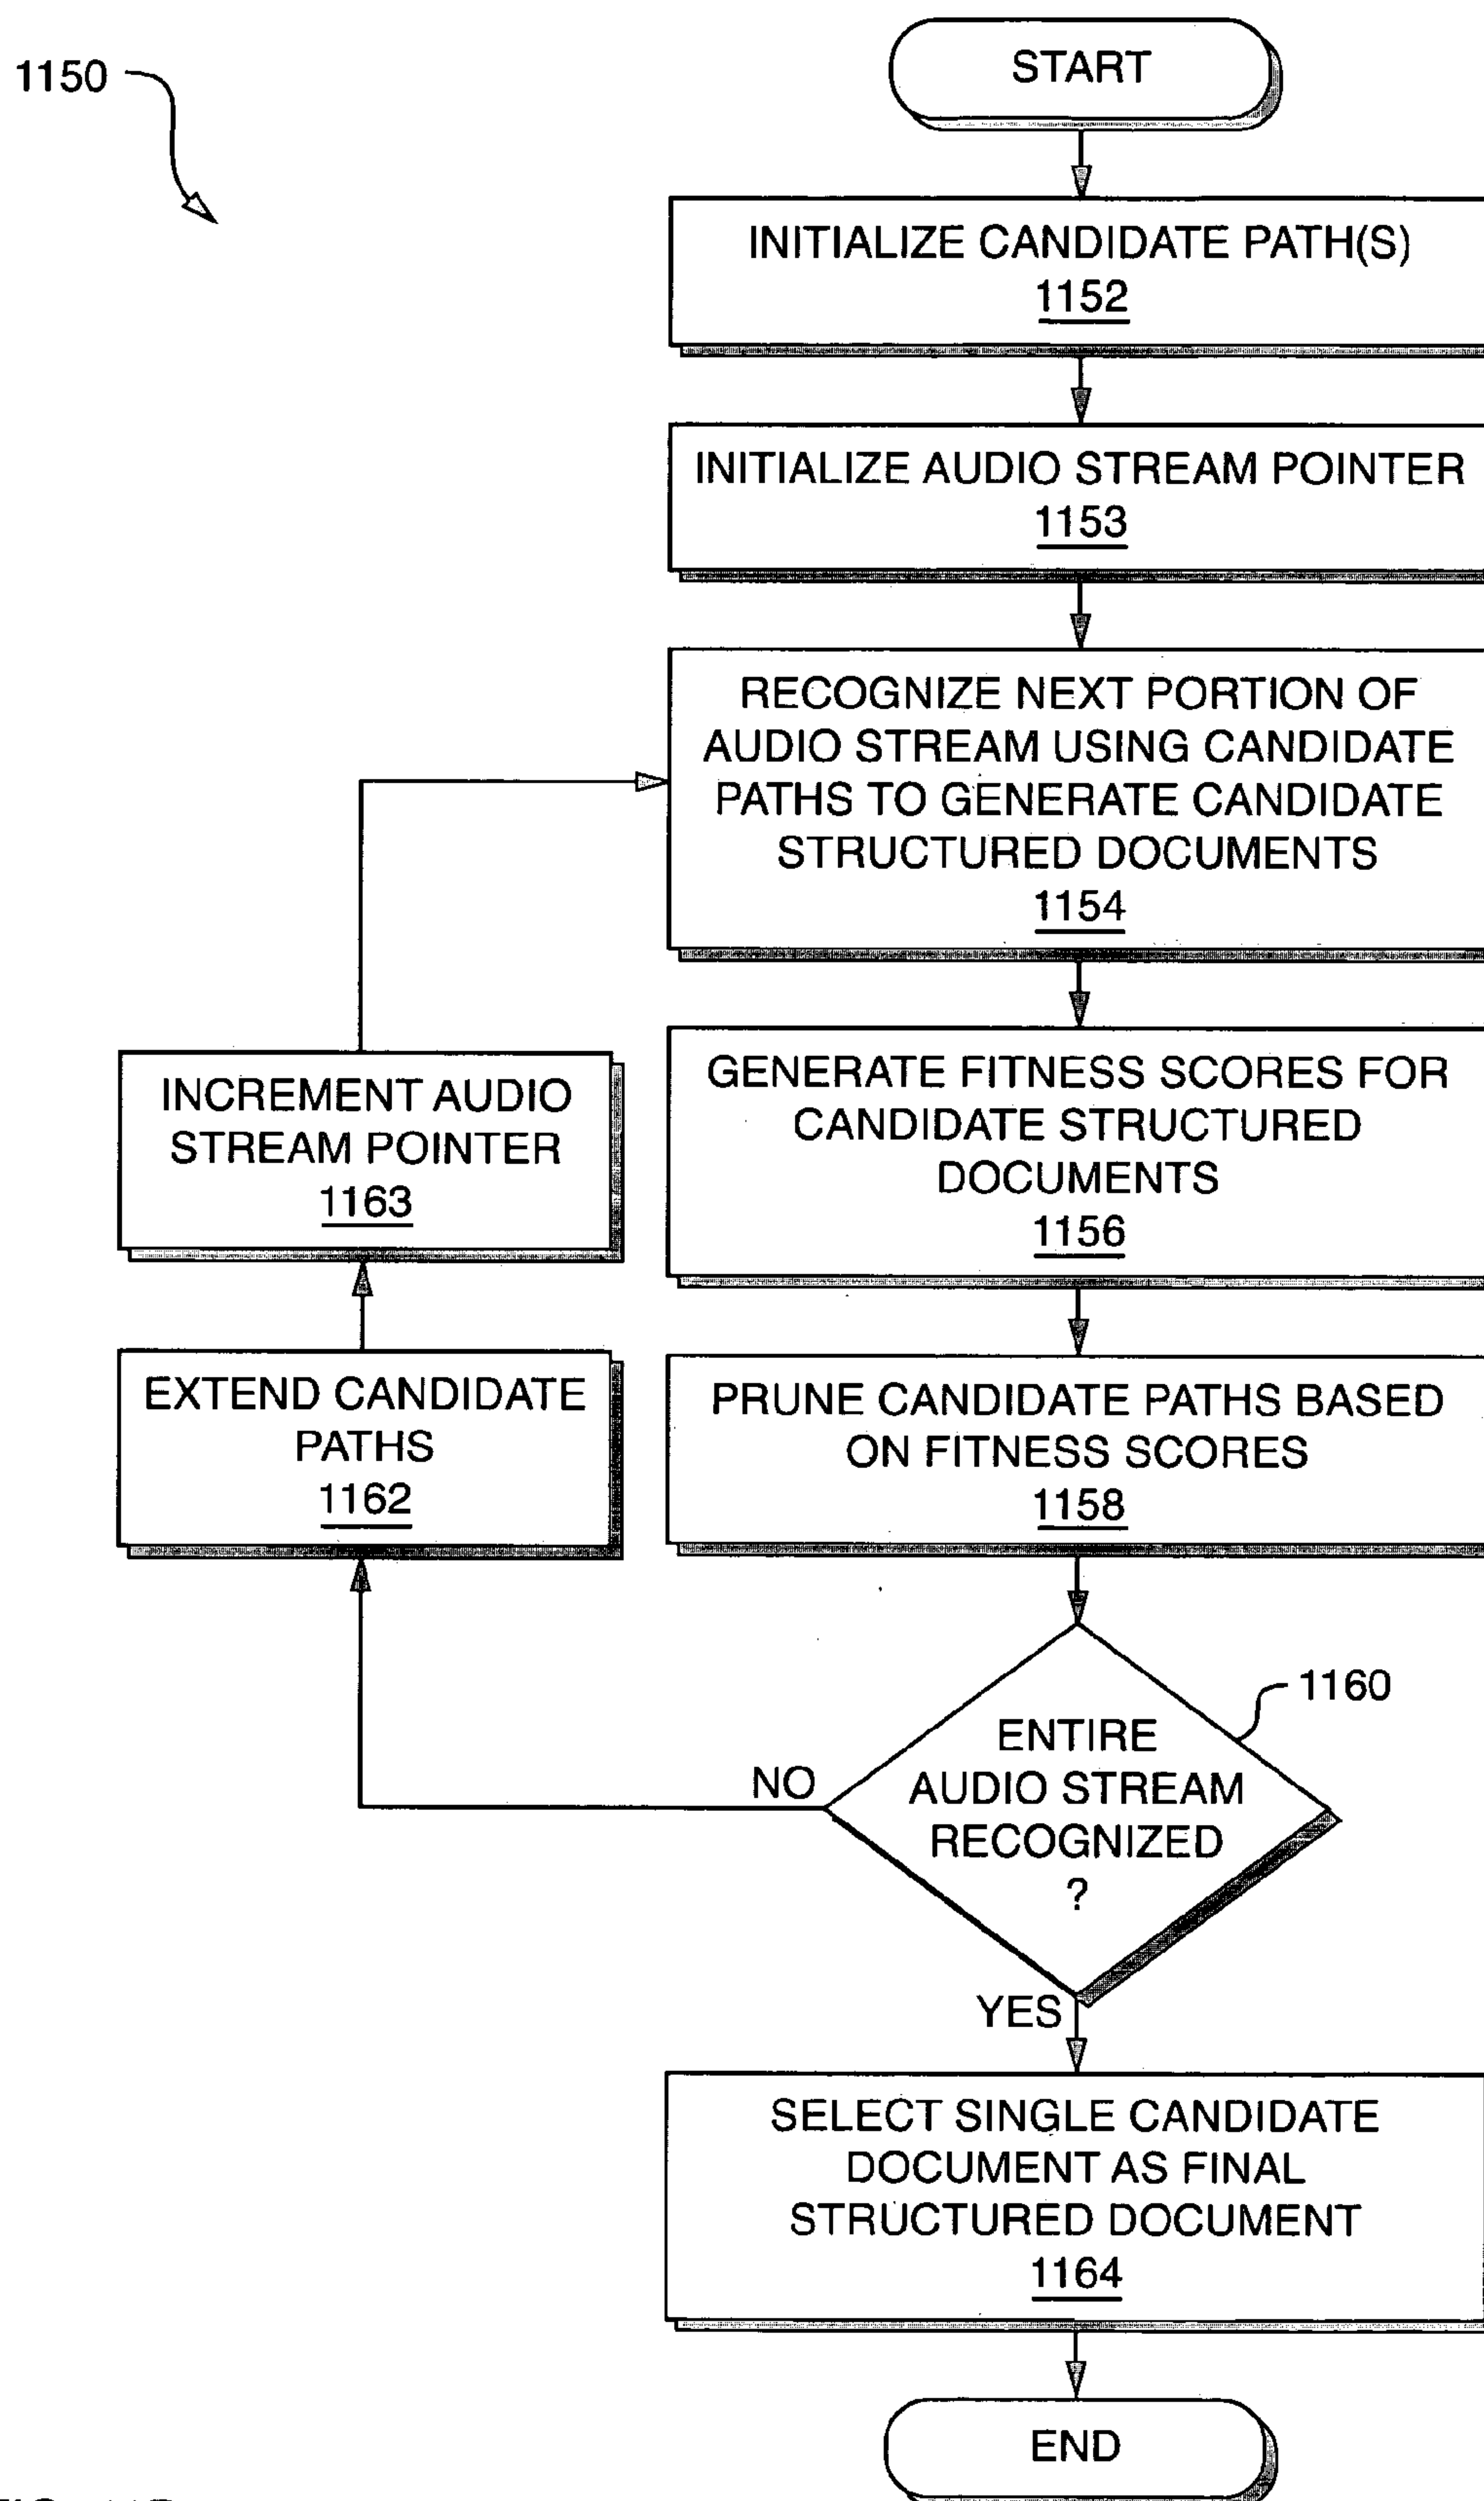 1150
START
INITIALIZE CANDIDATE PATH(S)
1152
INITIALIZE AUDIO STREAM POINTER
1153
RECOGNIZE NEXT PORTION OF
AUDIO STREAM USING CANDIDATE
PATHS TO GENERATE CANDIDATE
STRUCTURED DOCUMENTS
1154
GENERATE FITNESS SCORES FOR
CANDIDATE STRUCTURED
DOCUMENTS
1156
PRUNE CANDIDATE PATHS BASED
ON FITNESS SCORES
1158
1160
ENTIRE
AUDIO STREAM
RECOGNIZED
?
NO
EXTEND CANDIDATE
PATHS
1162
INCREMENT AUDIO
STREAM POINTER
1163
YES
SELECT SINGLE CANDIDATE
DOCUMENT AS FINAL
STRUCTURED DOCUMENT
1164
END